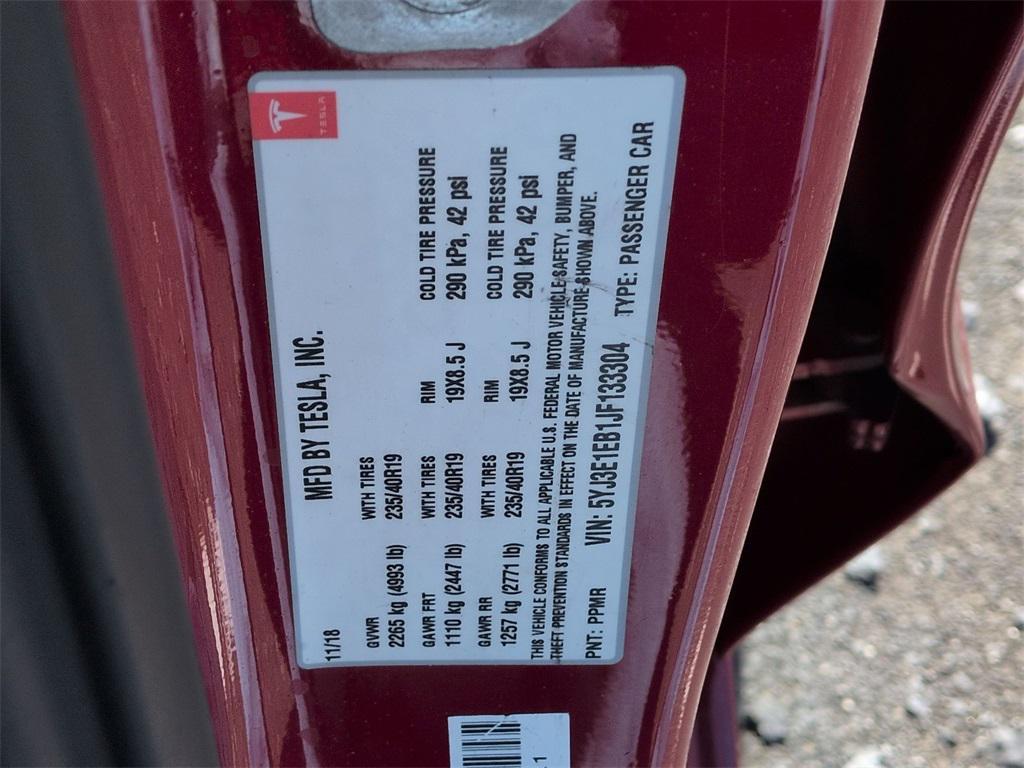 TESLA
MFD BY TESLA, INC.
11/18
GVWR WITH TIRES
2265 kg (4993 lb) 235/40R19
GAWR FRT WITH TIRES RIM COLD TIRE PRESSURE
1110 kg (2447 lb) 235/40R19 19X8.5 J 290 kPa, 42 psi
GAWR RR WITH TIRES RIM COLD TIRE PRESSURE
1257 kg (2771 lb) 235/40R19 19X8.5 J 290 kPa, 42 psi
THIS VEHICLE CONFORMS TO ALL APPLICABLE U.S. FEDERAL MOTOR VEHICLE SAFETY, BUMPER, AND
THEFT PREVENTION STANDARDS IN EFFECT ON THE DATE OF MANUFACTURE SHOWN ABOVE.
PNT: PPMR VIN: 5YJ3E1EB1JF133304 TYPE: PASSENGER CAR